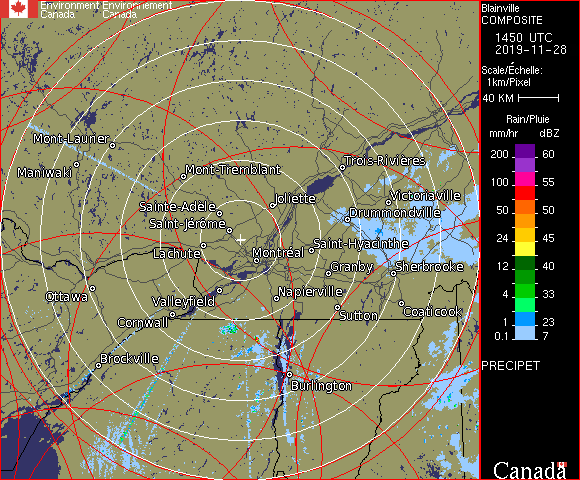 Environment Environnement
Canada Canada
Blainville
COMPOSITE
1450 UTC
2019-11-28
Scale/Échelle:
1km/Pixel
40 KM
Rain/Pluie
mm/hr dBZ
200 60
100 55
50 50
24 45
12 40
4 33
1 23
0.1 7
PRECIPET
Canada
Mont-Laurier
Maniwaki
Mont-Tremblant
Trois-Rivières
Joliette
Victoriaville
Sainte-Adèle
Drummondville
Saint-Jérôme
Saint-Hyacinthe
Lachute
Montréal
Granby
Sherbrooke
Ottawa
Valleyfield
Napierville
Coaticook
Cornwall
Sutton
Brockville
Burlington